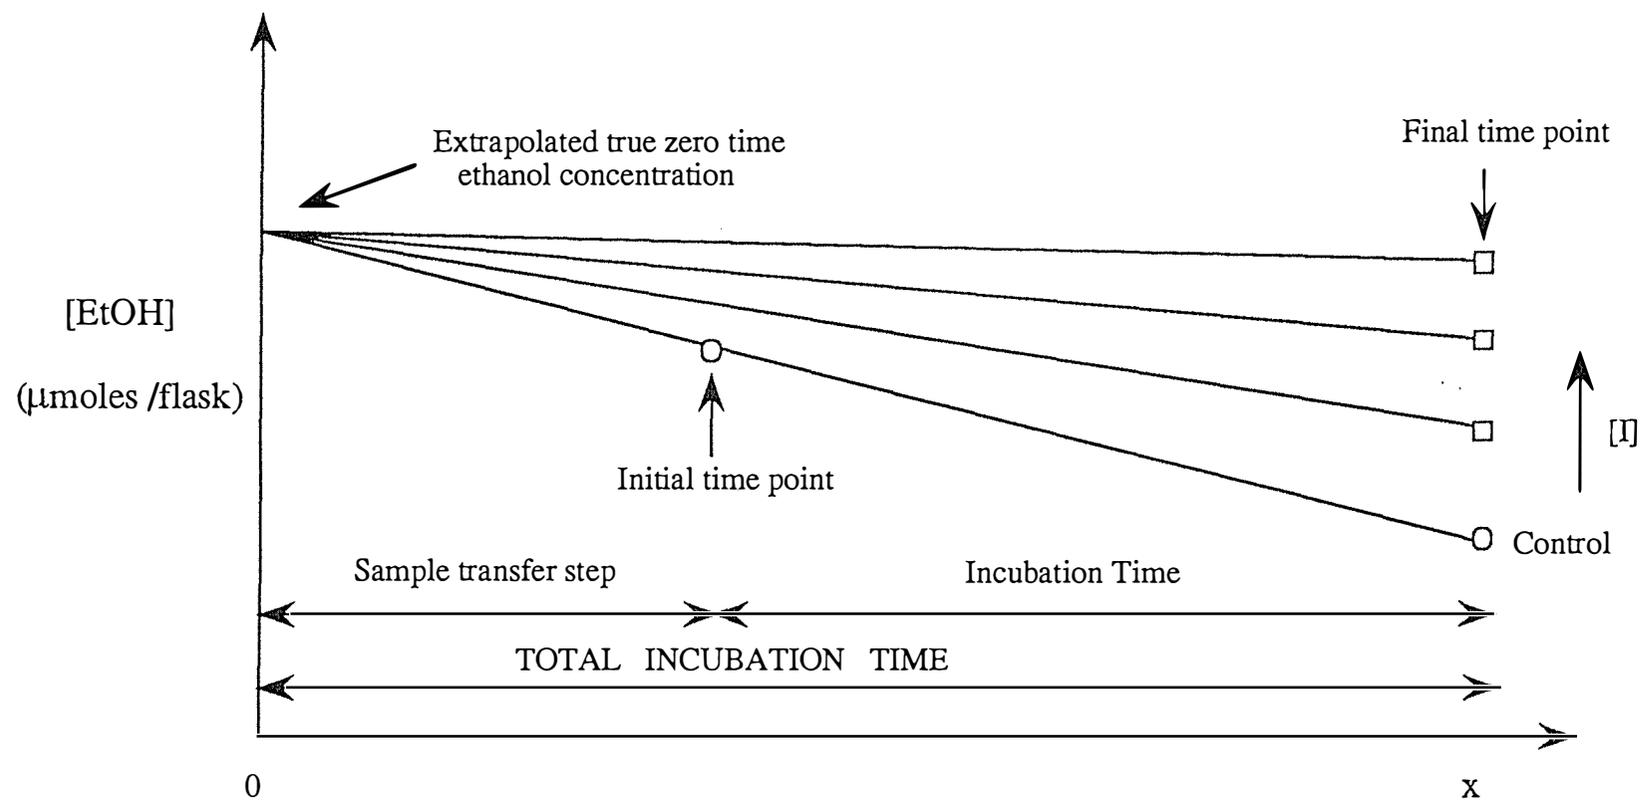 Final time point
Extrapolated true zero time
ethanol concentration
[EtOH]
(μmoles /flask)
[I]
Initial time point
Control
Sample transfer step
Incubation Time
TOTAL INCUBATION TIME
0
x